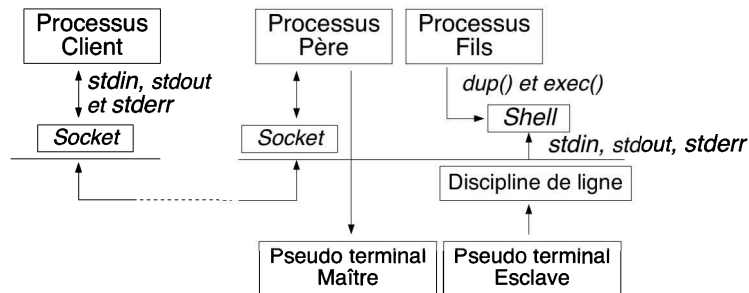 Processus
Client
Processus
Père
Processus
Fils
stdin, stdout
et stderr
dup() et exec()
Socket
Socket
Shell
stdin, stdout, stderr
Discipline de ligne
Pseudo terminal
Maître
Pseudo terminal
Esclave